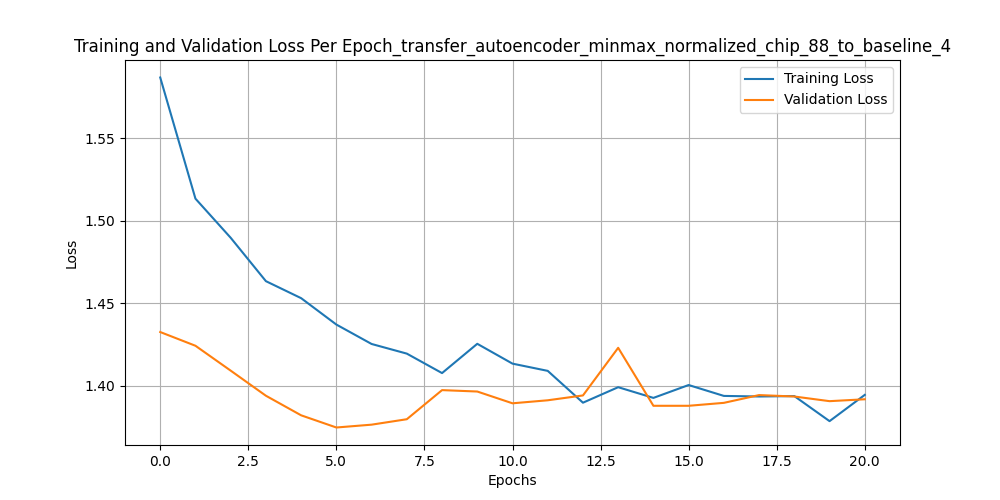 Training and Validation Loss Per Epoch_transfer_autoencoder_minmax_normalized_chip_88_to_baseline_4
Training Loss
Validation Loss
1.55
1.50
1.45
1.40
Loss
0.0 2.5 5.0 7.5 10.0 12.5 15.0 17.5 20.0
Epochs